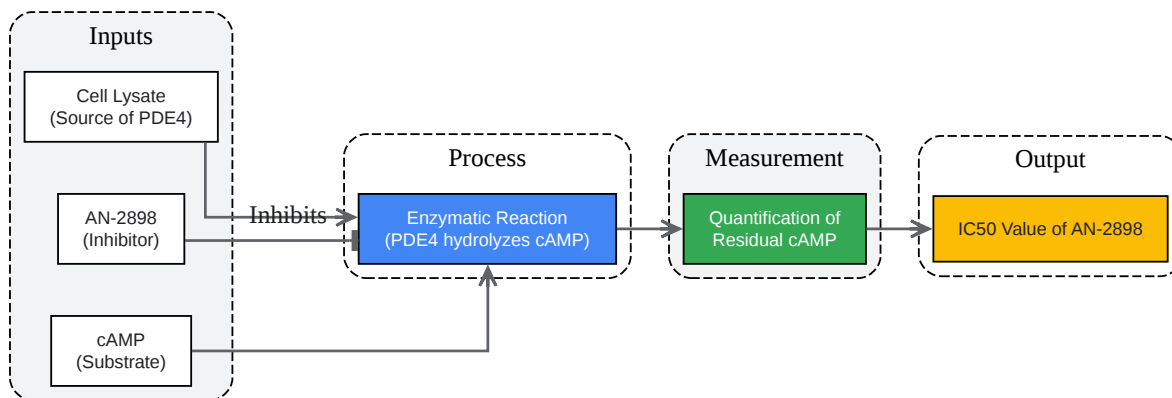 Inputs
Cell Lysate
(Source of PDE4)
AN-2898
(Inhibitor)
cAMP
(Substrate)
Inhibits
Process
Enzymatic Reaction
(PDE4 hydrolyzes cAMP)
Measurement
Quantification of
Residual cAMP
Output
IC50 Value of AN-2898